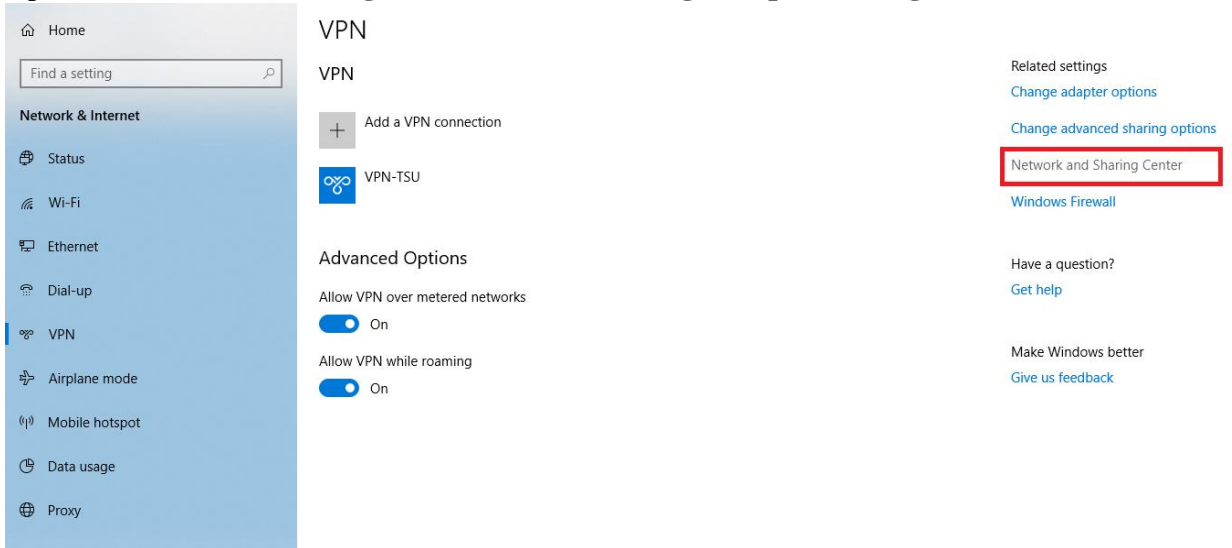 Home
Find a setting
Network & Internet
Status
Wi-Fi
Ethernet
Dial-up
VPN
Airplane mode
Mobile hotspot
Data usage
Proxy
VPN
VPN
Add a VPN connection
VPN-TSU
Advanced Options
Allow VPN over metered networks
On
Allow VPN while roaming
On
Related settings
Change adapter options
Change advanced sharing options
Network and Sharing Center
Windows Firewall
Have a question?
Get help
Make Windows better
Give us feedback